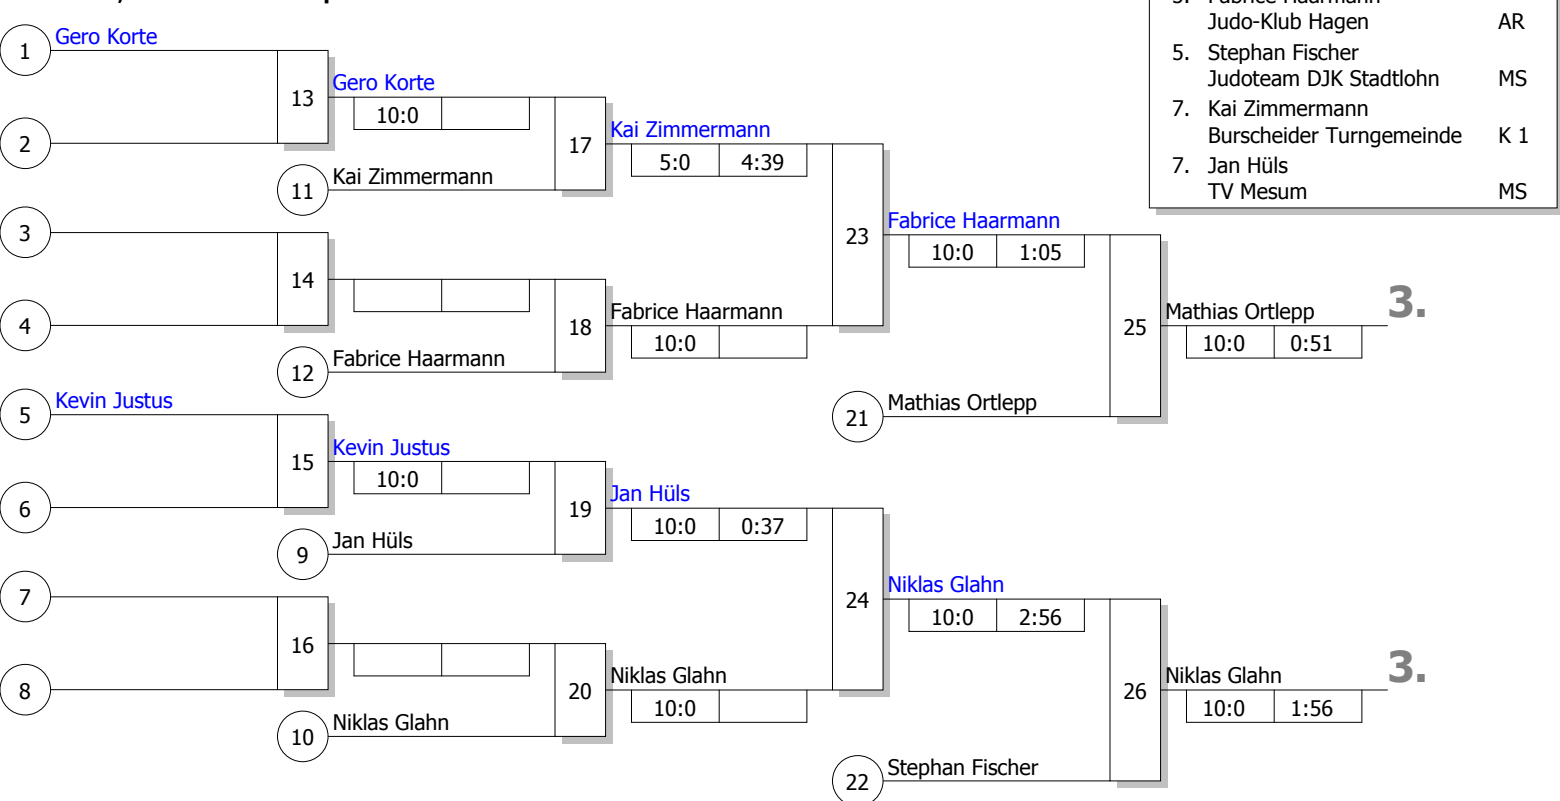 Judo-Klub Hagen AR
5. Stephan Fischer
Judoteam DJK Stadtlohn MS
7. Kai Zimmermann
Burscheider Turngemeinde K 1
7. Jan Hüls
TV Mesum MS
1 Gero Korte
13 Gero Korte
10:0
2
17 Kai Zimmermann
5:0 4:39
11 Kai Zimmermann
3
23 Fabrice Haarmann
10:0 1:05
14
4
18 Fabrice Haarmann
10:0
25 Mathias Ortlepp 3.
10:0 0:51
12 Fabrice Haarmann
5 Kevin Justus
21 Mathias Ortlepp
15 Kevin Justus
10:0
6
19 Jan Hüls
10:0 0:37
9 Jan Hüls
7
24 Niklas Glahn
10:0 2:56
16
8
20 Niklas Glahn
10:0
26 Niklas Glahn 3.
10:0 1:56
10 Niklas Glahn
22 Stephan Fischer